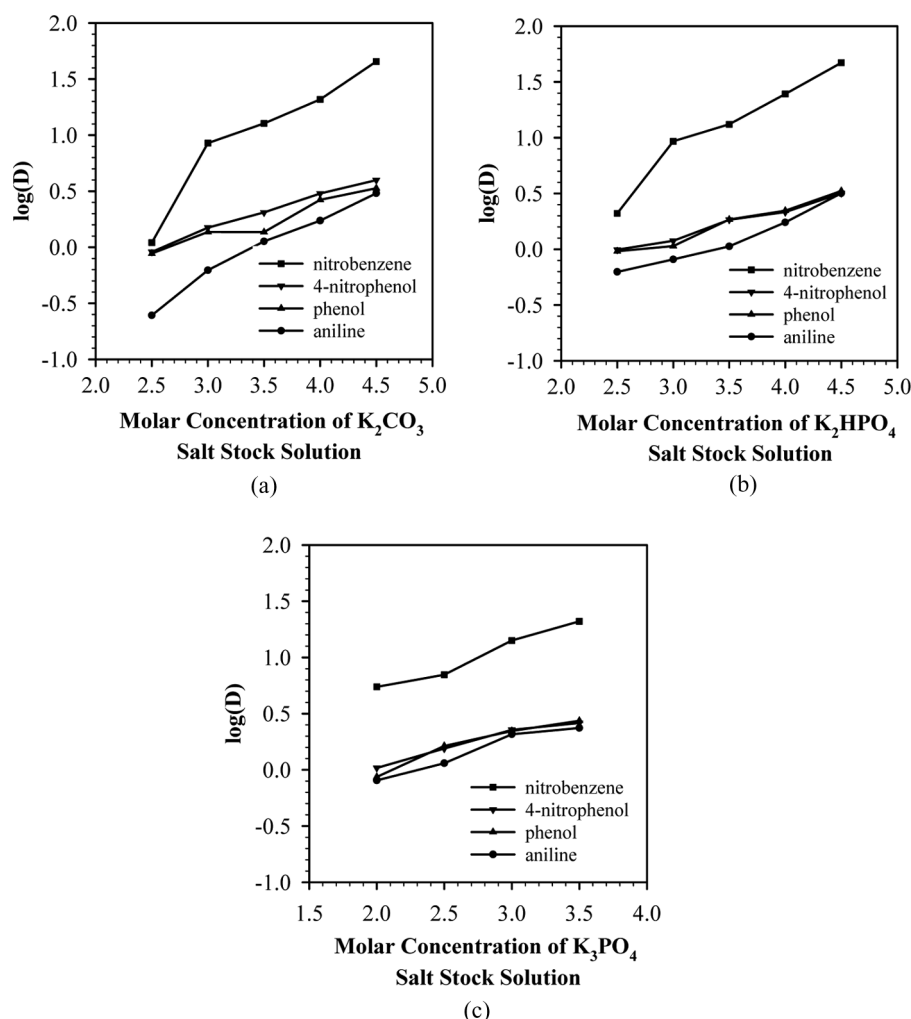 2.0
1.5
1.0
0.5
0.0
-0.5
-1.0
log(D)
nitrobenzene
4-nitrophenol
phenol
aniline
2.0 2.5 3.0 3.5 4.0 4.5 5.0
Molar Concentration of K₂CO₃
Salt Stock Solution
(a)
2.0
1.5
1.0
0.5
0.0
-0.5
-1.0
log(D)
nitrobenzene
4-nitrophenol
phenol
aniline
2.0 2.5 3.0 3.5 4.0 4.5 5.0
Molar Concentration of K₂HPO₄
Salt Stock Solution
(b)
2.0
1.5
1.0
0.5
0.0
-0.5
-1.0
log(D)
nitrobenzene
4-nitrophenol
phenol
aniline
1.5 2.0 2.5 3.0 3.5 4.0
Molar Concentration of K₃PO₄
Salt Stock Solution
(c)